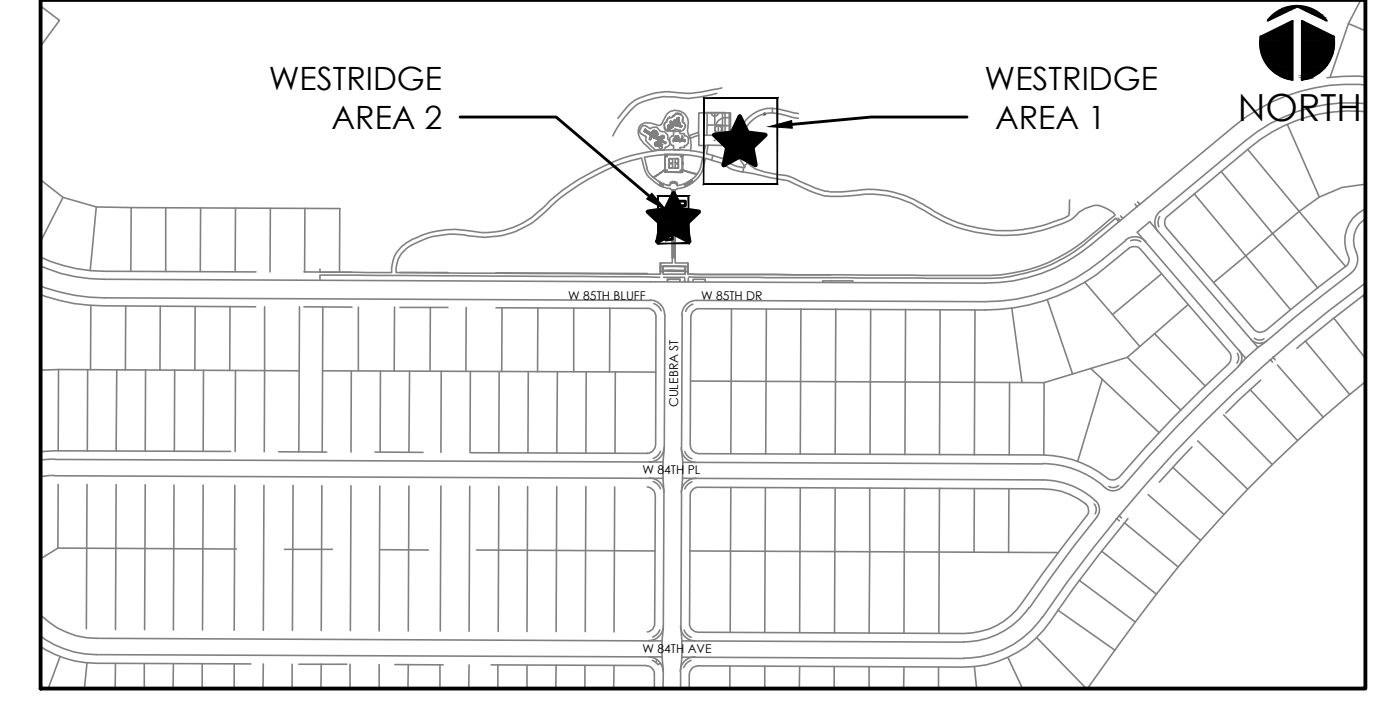 WESTRIDGE
AREA 2
WESTRIDGE
AREA 1
NORTH
W 85TH BLUFF
W 85TH DR
CULEBRA ST
W 84TH PL
W 84TH AVE